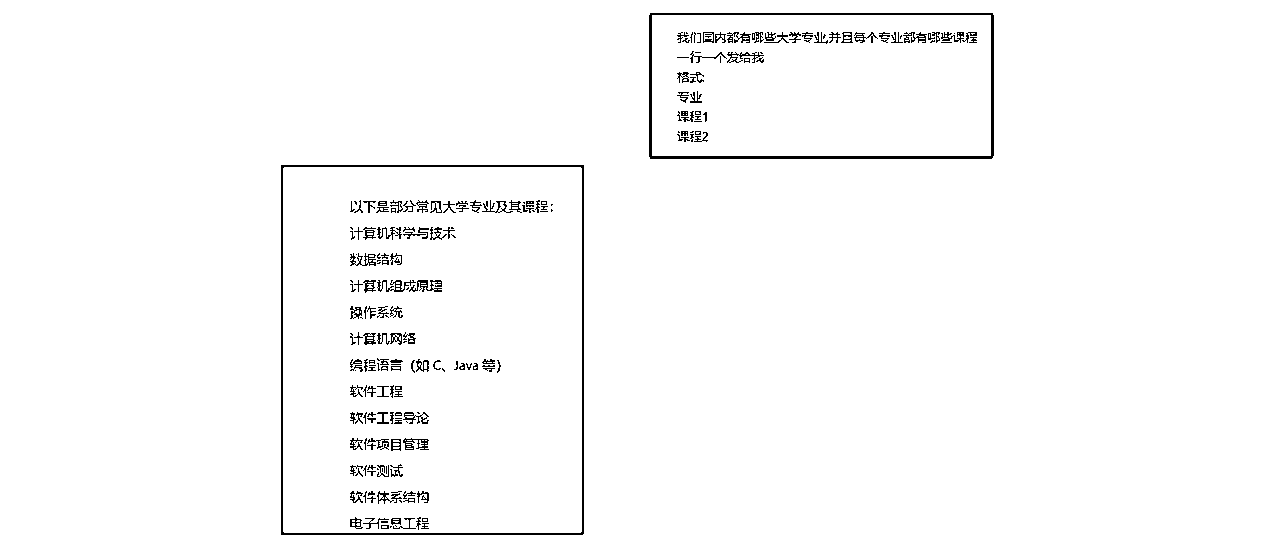 我们国内都有哪些大学专业,并且每个专业都有哪些课程
一行一个发给我
格式:
专业
课程1
课程2
以下是部分常见大学专业及其课程：
计算机科学与技术
数据结构
计算机组成原理
操作系统
计算机网络
编程语言（如 C、Java 等）
软件工程
软件工程导论
软件项目管理
软件测试
软件体系结构
电子信息工程